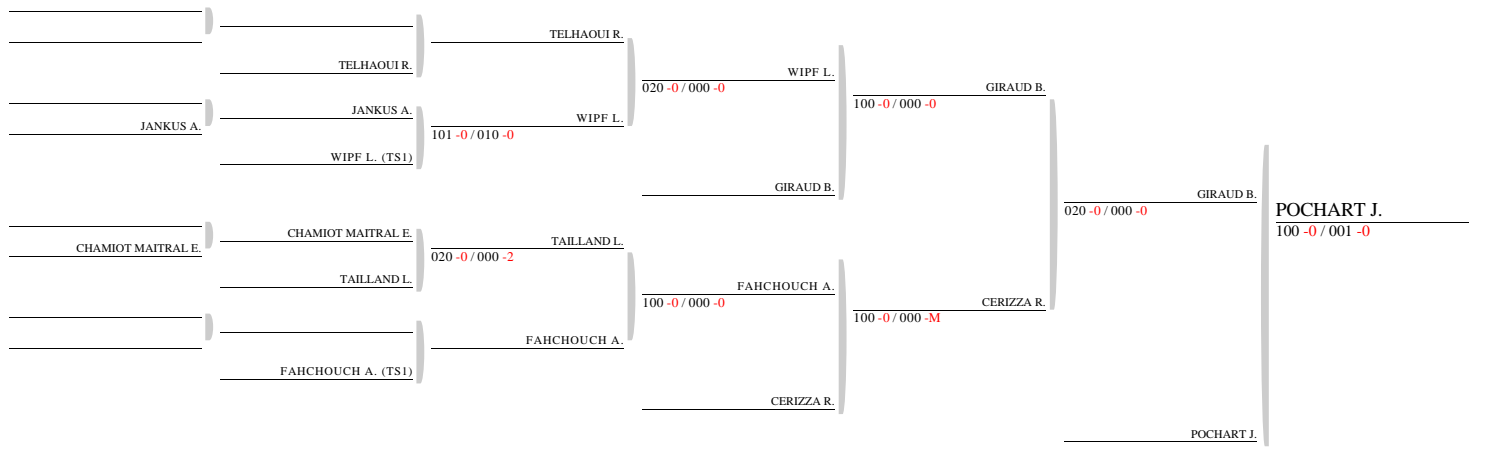 TELHAOUI R.
JANKUS A.
JANKUS A.
WIPF L. (TS1)
CHAMIOT MAITRAL E.
CHAMIOT MAITRAL E.
TAILLAND L.
FAHCHOUCH A. (TS1)
TELHAOUI R.
WIPF L.
101 -0 / 010 -0
TAILLAND L.
020 -0 / 000 -2
FAHCHOUCH A.
WIPF L.
020 -0 / 000 -0
GIRAUD B.
FAHCHOUCH A.
100 -0 / 000 -0
CERIZZA R.
GIRAUD B.
100 -0 / 000 -0
CERIZZA R.
100 -0 / 000 -M
GIRAUD B.
020 -0 / 000 -0
POCHART J.
POCHART J.
100 -0 / 001 -0